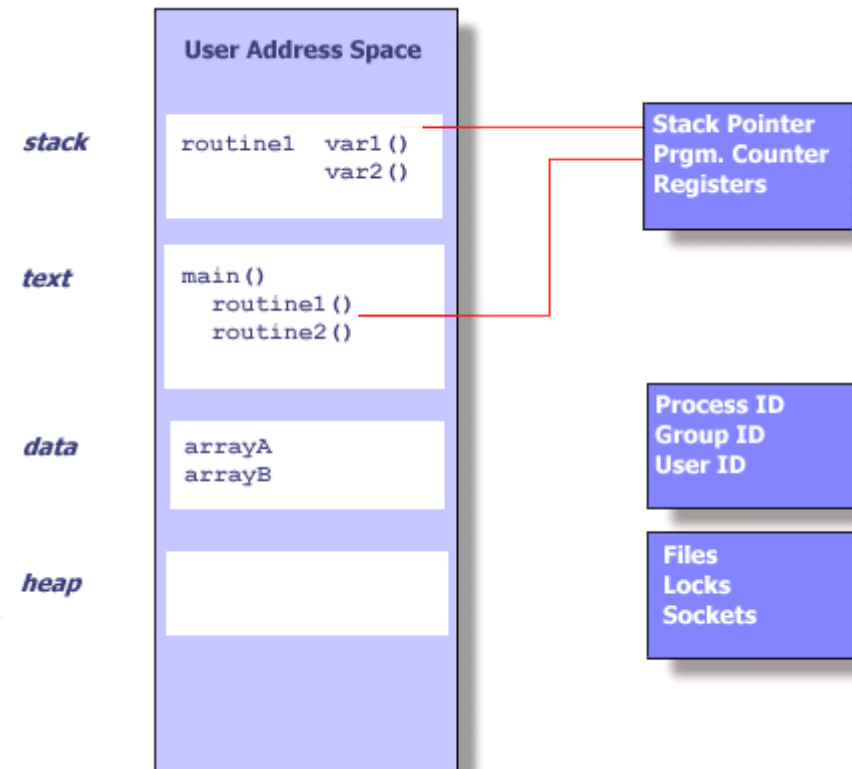 User Address Space
stack
routine1 var1()
var2()
text
main()
routine1()
routine2()
data
arrayA
arrayB
heap
Stack Pointer
Prgm. Counter
Registers
Process ID
Group ID
User ID
Files
Locks
Sockets